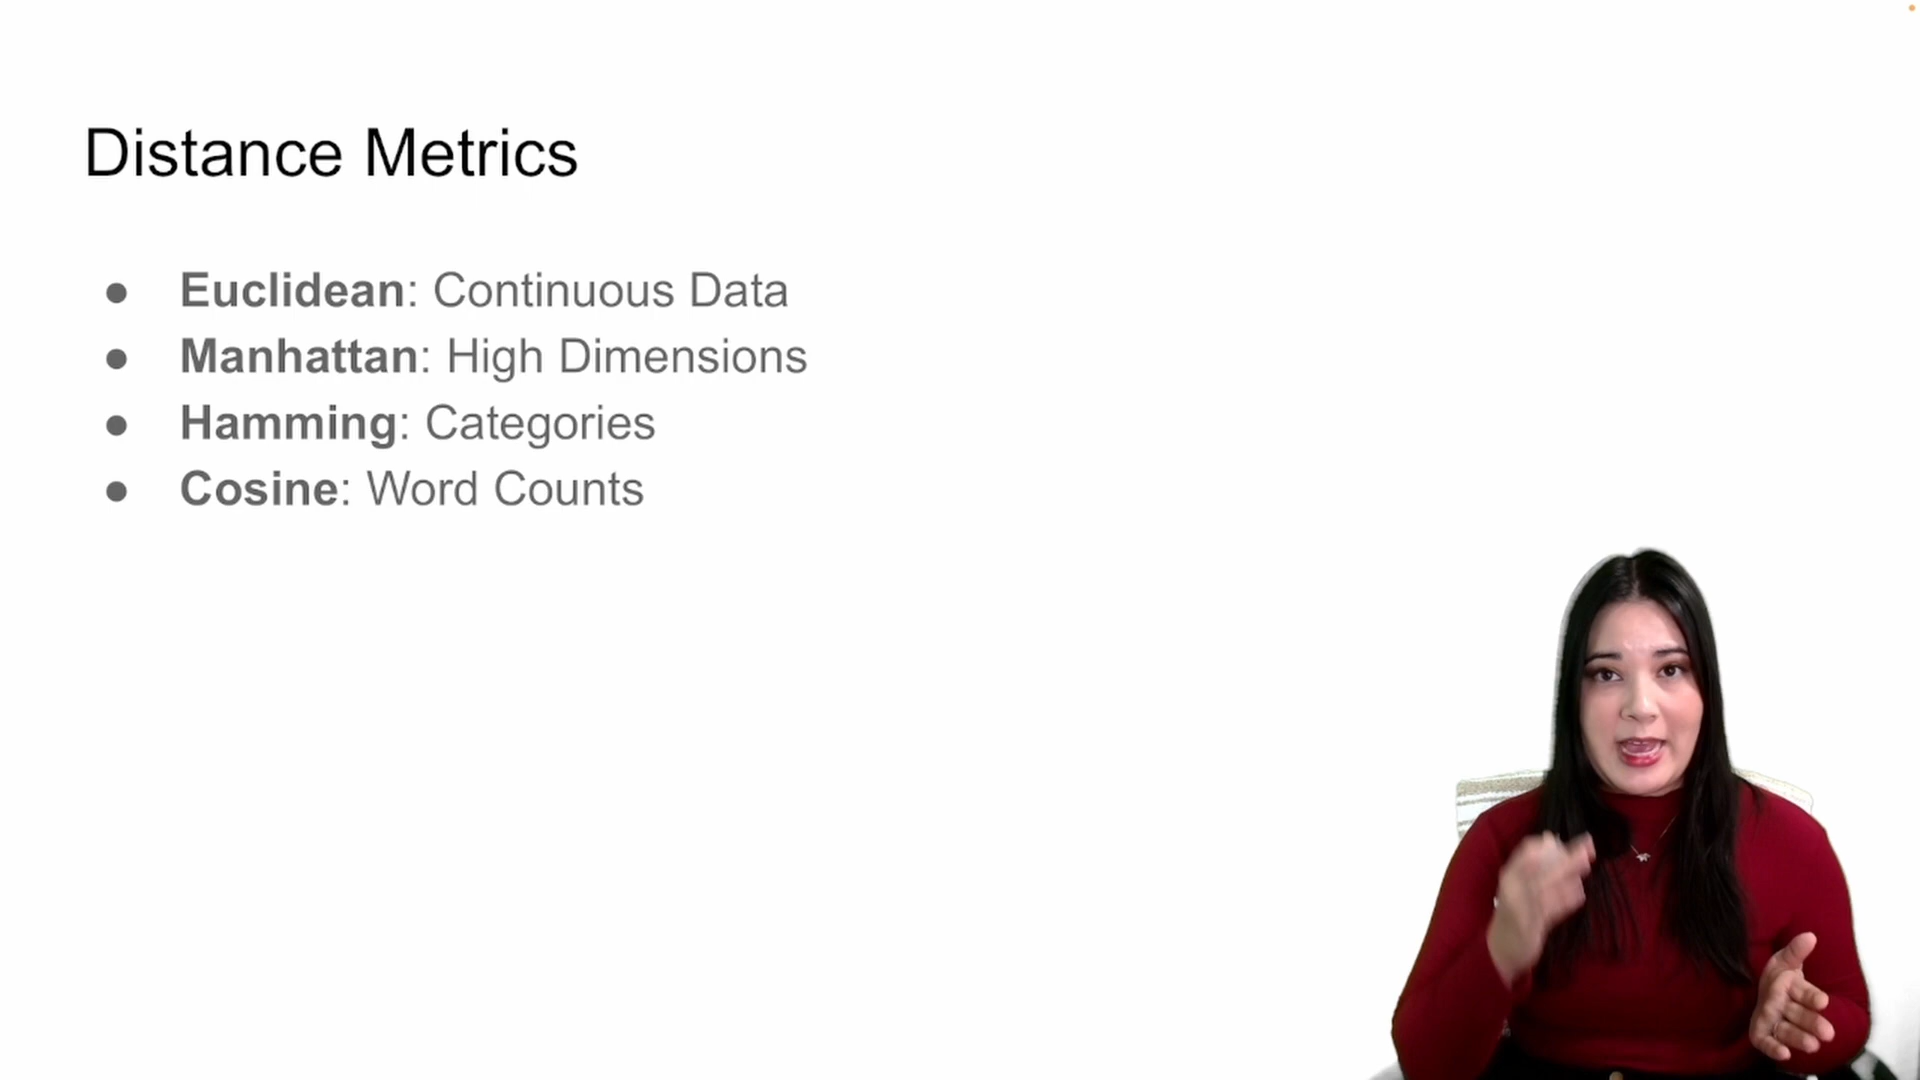 Distance Metrics
● Euclidean: Continuous Data
● Manhattan: High Dimensions
● Hamming: Categories
● Cosine: Word Counts